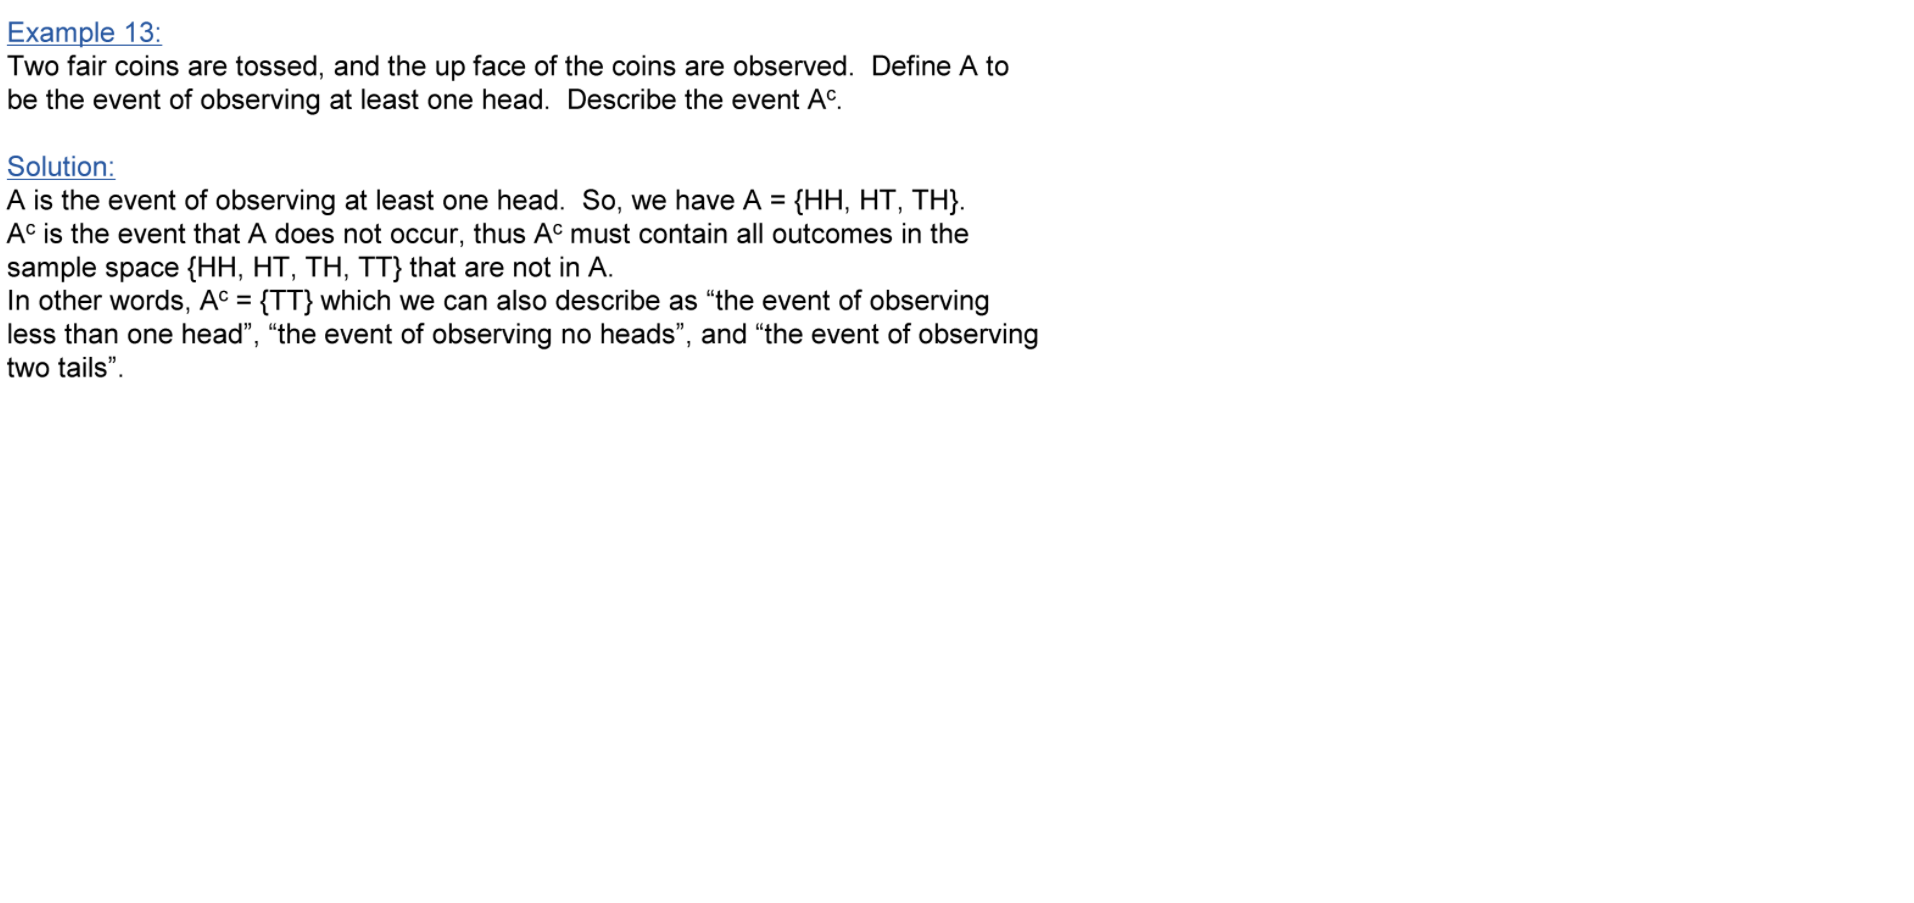 Example 13:
Two fair coins are tossed, and the up face of the coins are observed.  Define A to
be the event of observing at least one head.  Describe the event Aᶜ.
Solution:
A is the event of observing at least one head.  So, we have A = {HH, HT, TH}.
Aᶜ is the event that A does not occur, thus Aᶜ must contain all outcomes in the
sample space {HH, HT, TH, TT} that are not in A.
In other words, Aᶜ = {TT} which we can also describe as “the event of observing
less than one head”, “the event of observing no heads”, and “the event of observing
two tails”.